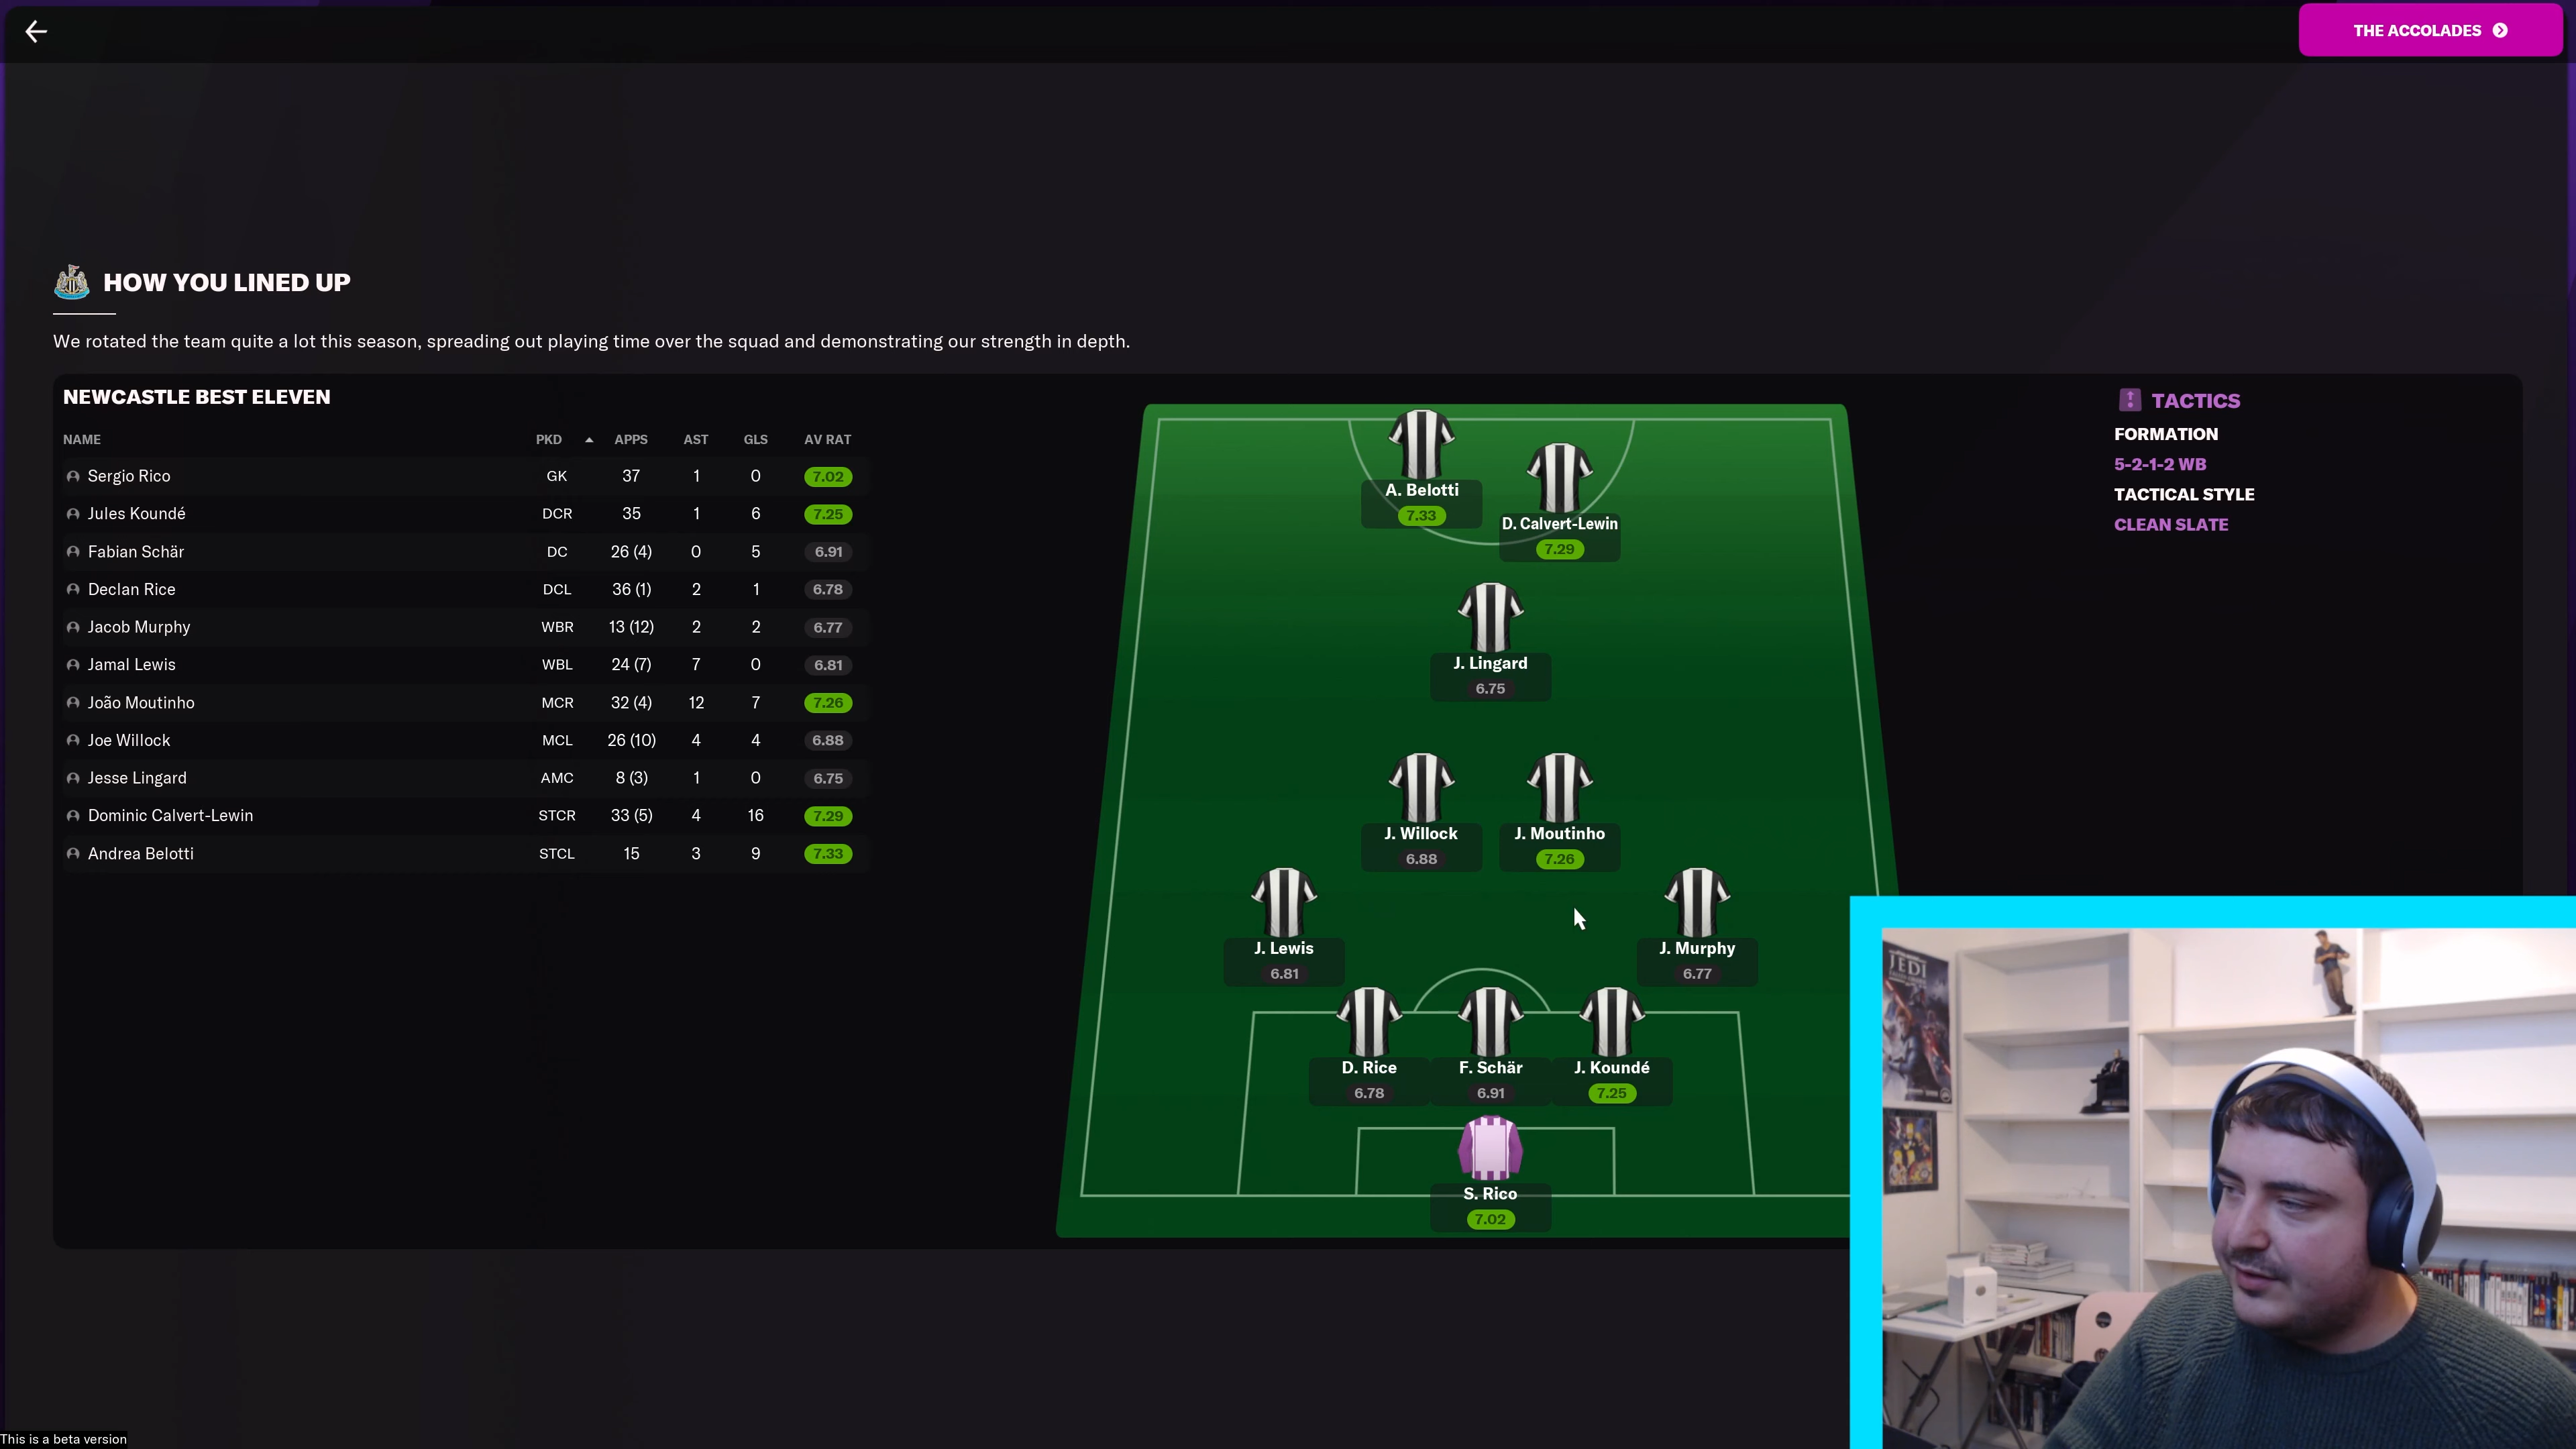 THE ACCOLADES
HOW YOU LINED UP
We rotated the team quite a lot this season, spreading out playing time over the squad and demonstrating our strength in depth.
NEWCASTLE BEST ELEVEN
NAME PKD APPS AST GLS AV RAT
Sergio Rico GK 37 1 0 7.02
Jules Koundé DCR 35 1 6 7.25
Fabian Schär DC 26 (4) 0 5 6.91
Declan Rice DCL 36 (1) 2 1 6.78
Jacob Murphy WBR 13 (12) 2 2 6.77
Jamal Lewis WBL 24 (7) 7 0 6.81
João Moutinho MCR 32 (4) 12 7 7.26
Joe Willock MCL 26 (10) 4 4 6.88
Jesse Lingard AMC 8 (3) 1 0 6.75
Dominic Calvert-Lewin STCR 33 (5) 4 16 7.29
Andrea Belotti STCL 15 3 9 7.33
A. Belotti
7.33
D. Calvert-Lewin
7.29
J. Lingard
6.75
J. Willock J. Moutinho
6.88 7.26
J. Lewis J. Murphy
6.81 6.77
D. Rice F. Schär J. Koundé
6.78 6.91 7.25
S. Rico
7.02
TACTICS
FORMATION
5-2-1-2 WB
TACTICAL STYLE
CLEAN SLATE
JEDI
This is a beta version